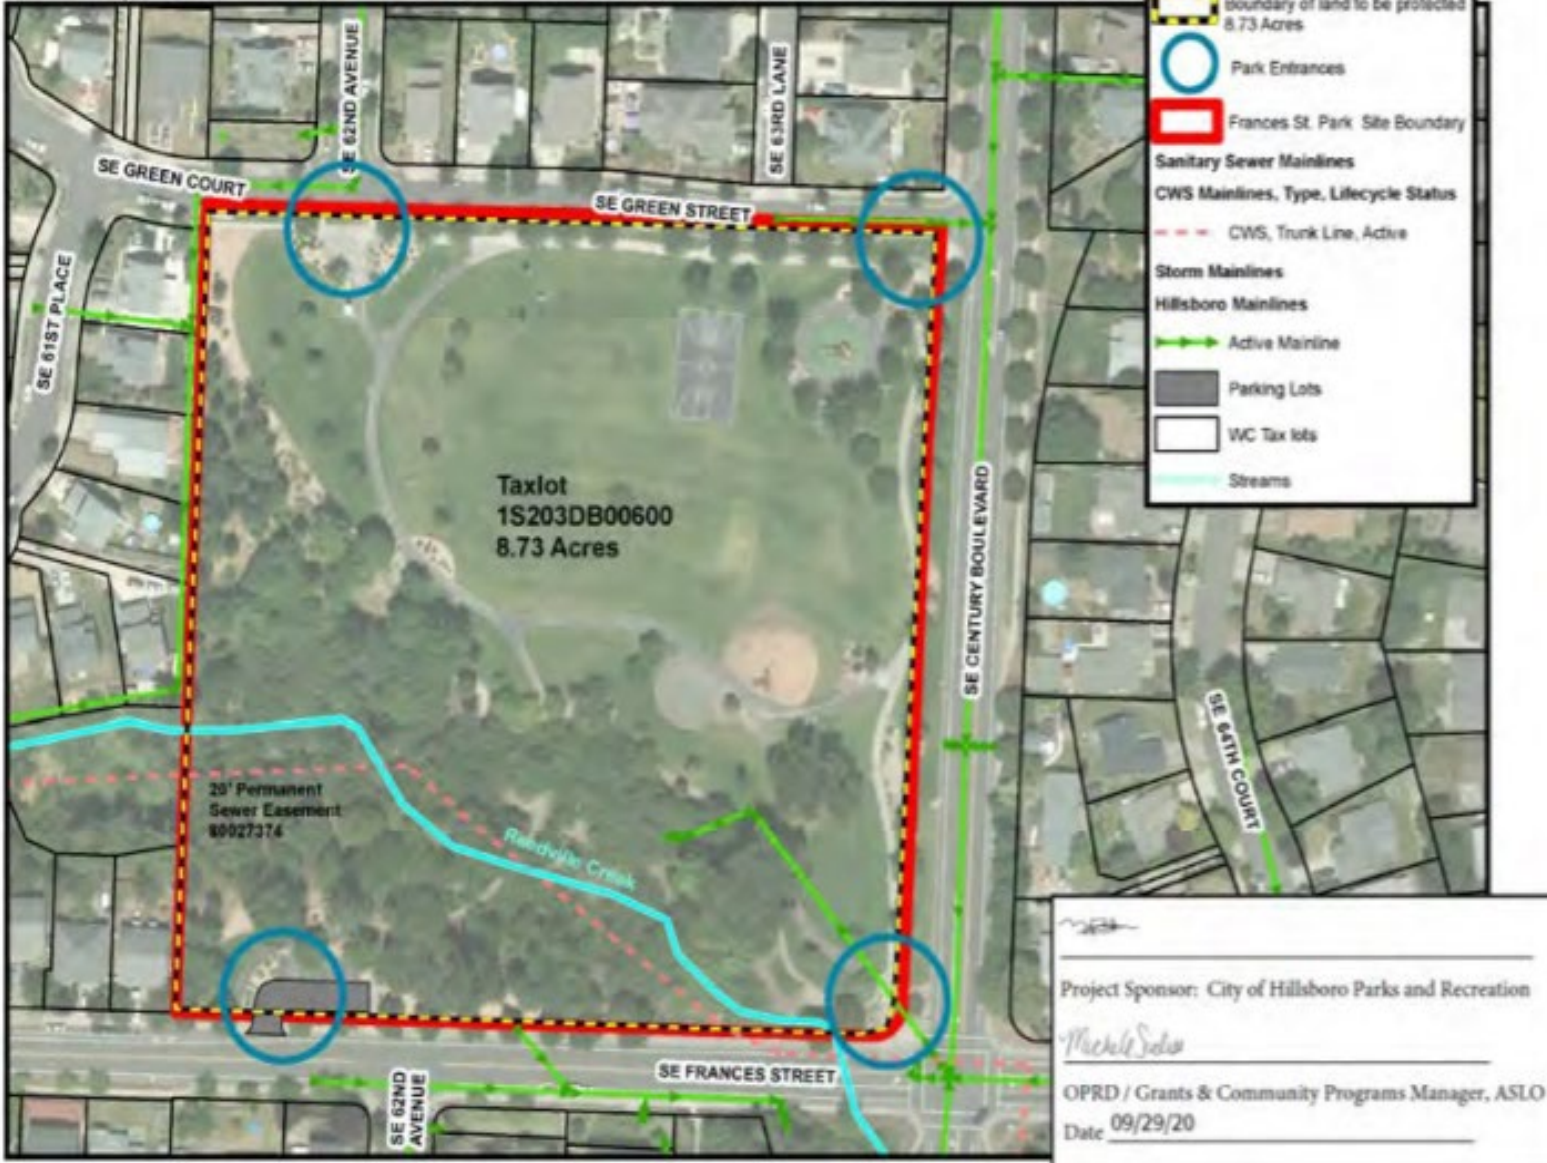 Boundary of land to be protected
8.73 Acres
Park Entrances
Frances St. Park Site Boundary
Sanitary Sewer Mainlines
CWS Mainlines, Type, Lifecycle Status
CWS, Trunk Line, Active
Storm Mainlines
Hillsboro Mainlines
Active Mainline
Parking Lots
WC Tax lots
Streams
SE 62ND AVENUE
SE 63RD LANE
SE GREEN COURT
SE GREEN STREET
SE 61ST PLACE
Taxlot
1S203DB00600
8.73 Acres
SE CENTURY BOULEVARD
SE 64TH COURT
20' Permanent
Sewer Easement
80027374
Reedville Creek
SE FRANCES STREET
SE 62ND
AVENUE
Project Sponsor: City of Hillsboro Parks and Recreation
OPRD / Grants & Community Programs Manager, ASLO
Date 09/29/20